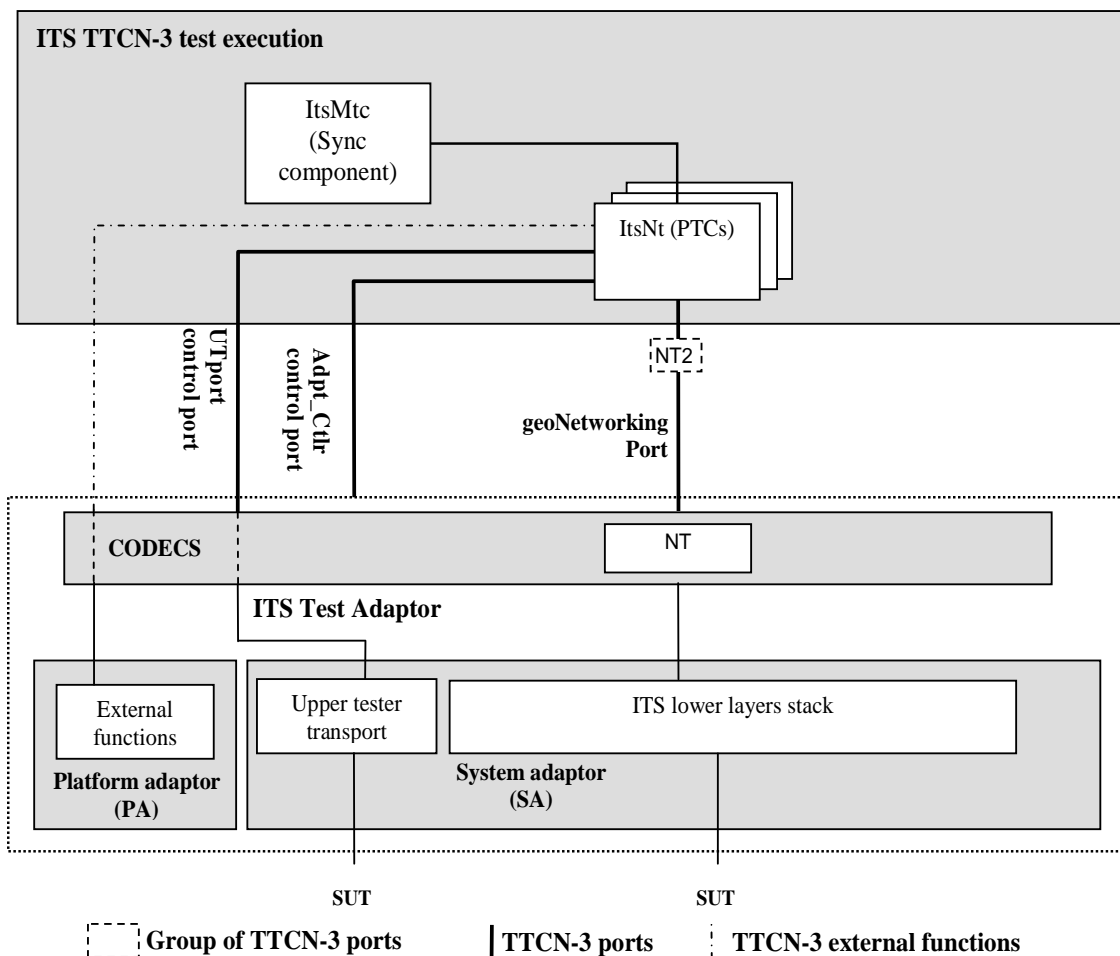 ITS TTCN-3 test execution
ItsMtc
(Sync
component)
ItsNt (PTCs)
UTport
control port
Adpt_Ctlr
control port
NT2
geoNetworking
Port
CODECS
NT
ITS Test Adaptor
External
functions
Platform adaptor
(PA)
Upper tester
transport
ITS lower layers stack
System adaptor
(SA)
SUT
SUT
Group of TTCN-3 ports
TTCN-3 ports
TTCN-3 external functions